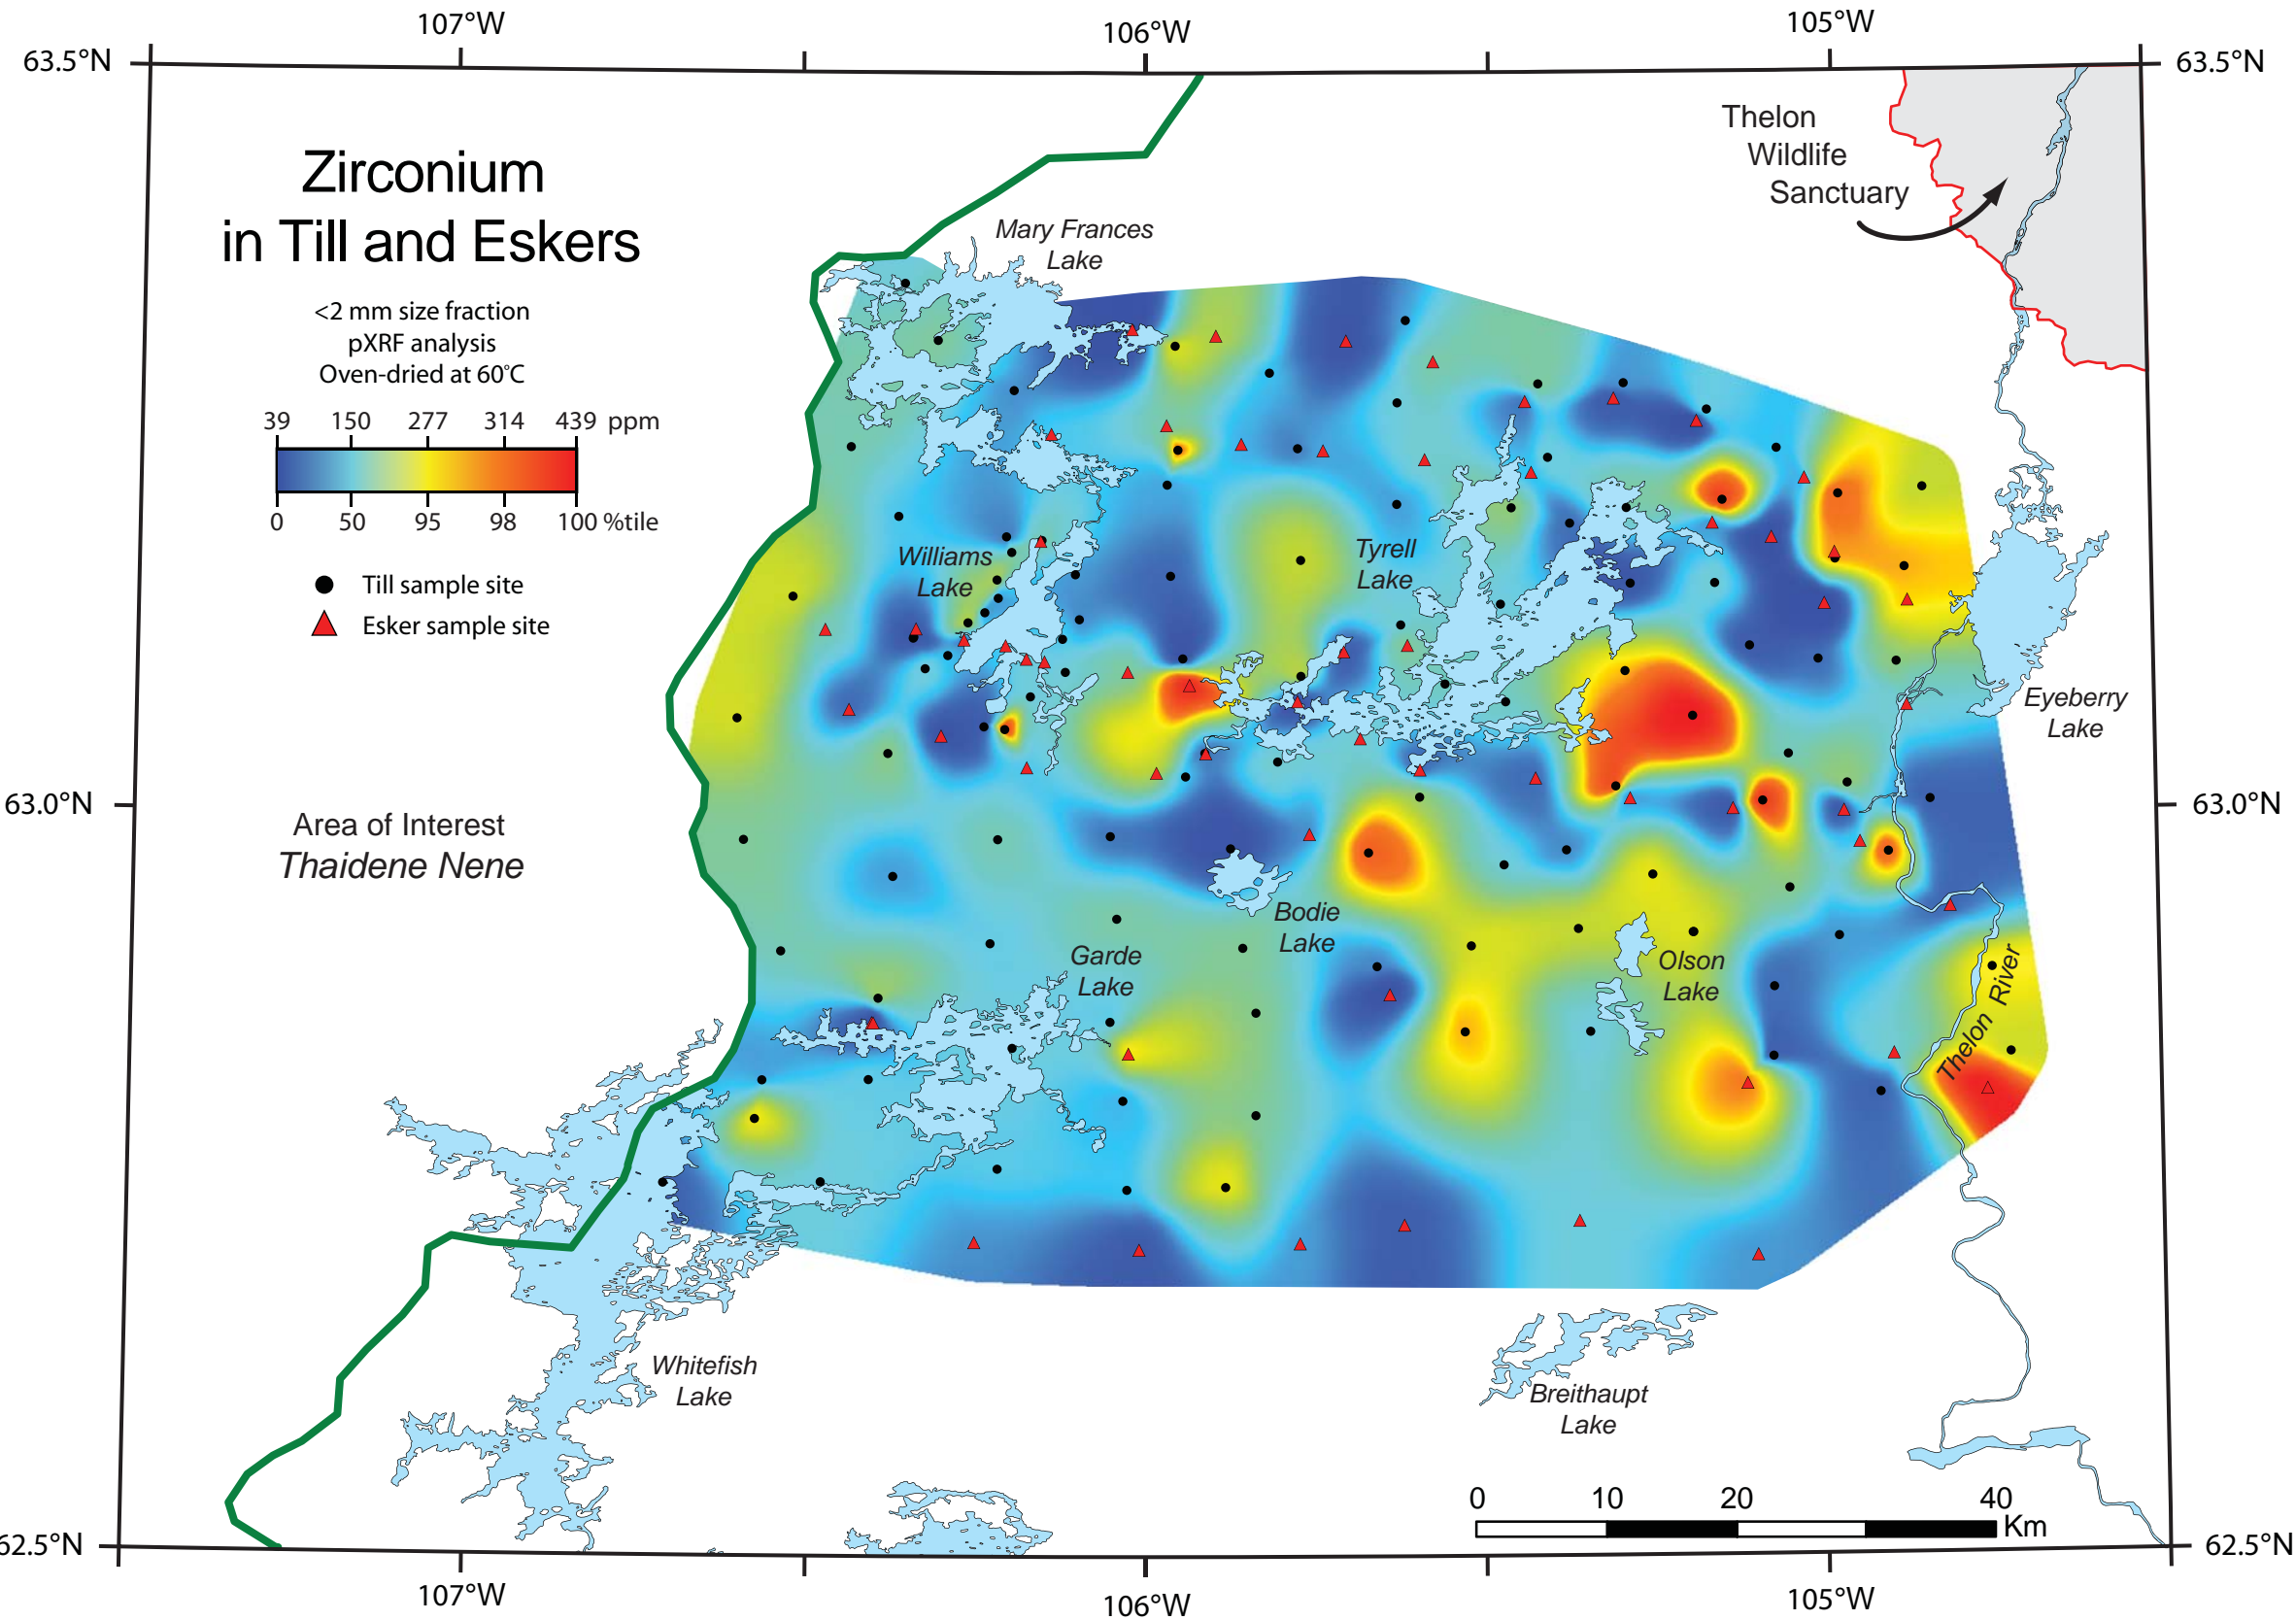 107°W
106°W
105°W
63.5°N
63.5°N
Zirconium
in Till and Eskers
<2 mm size fraction
pXRF analysis
Oven-dried at 60°C
39 150 277 314 439 ppm
0 50 95 98 100 %tile
Till sample site
Esker sample site
Thelon
Wildlife
Sanctuary
Mary Frances
Lake
Williams
Lake
Tyrell
Lake
Eyeberry
Lake
63.0°N
63.0°N
Area of Interest
Thaidene Nene
Bodie
Lake
Garde
Lake
Olson
Lake
Thelon River
Whitefish
Lake
Breithaupt
Lake
0 10 20 40
Km
62.5°N
62.5°N
107°W
106°W
105°W